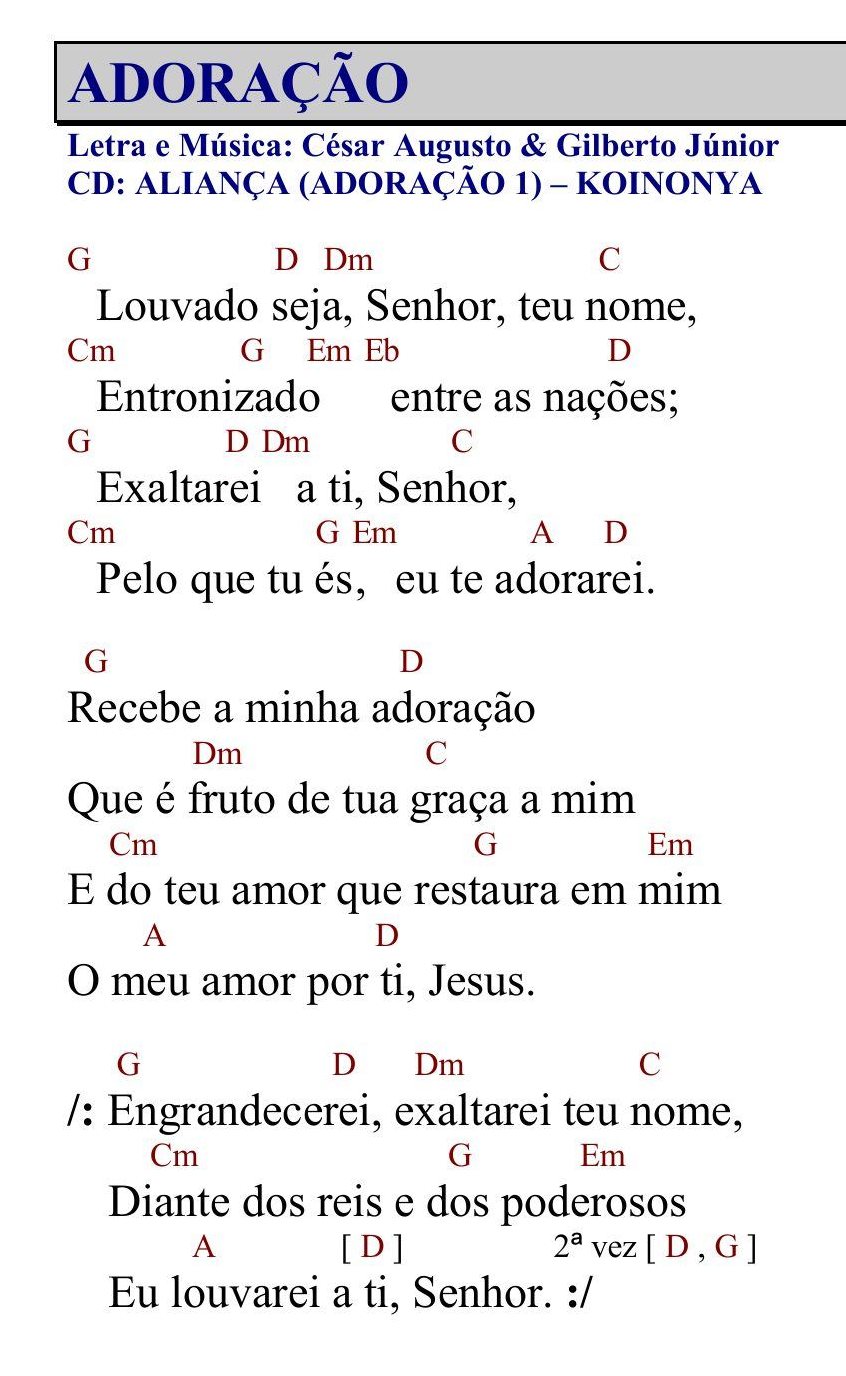 ADORAÇÃO
Letra e Música: César Augusto & Gilberto Júnior
CD: ALIANÇA (ADORAÇÃO 1) – KOINONYA
G D Dm C
Louvado seja, Senhor, teu nome,
Cm G Em Eb D
Entronizado entre as nações;
G D Dm C
Exaltarei a ti, Senhor,
Cm G Em A D
Pelo que tu és, eu te adorarei.
G D
Recebe a minha adoração
Dm C
Que é fruto de tua graça a mim
Cm G Em
E do teu amor que restaura em mim
A D
O meu amor por ti, Jesus.
G D Dm C
/: Engrandecerei, exaltarei teu nome,
Cm G Em
Diante dos reis e dos poderosos
A [ D ] 2ª vez [ D , G ]
Eu louvarei a ti, Senhor. :/